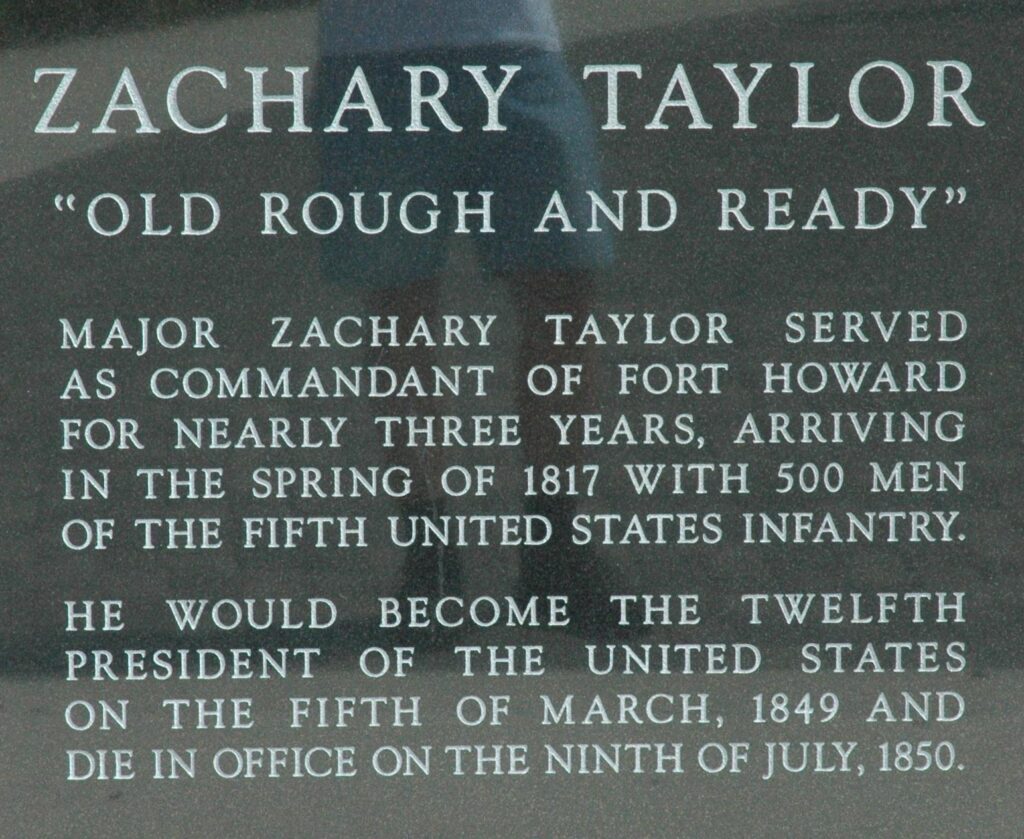 ZACHARY TAYLOR
“OLD ROUGH AND READY”
MAJOR ZACHARY TAYLOR SERVED
AS COMMANDANT OF FORT HOWARD
FOR NEARLY THREE YEARS, ARRIVING
IN THE SPRING OF 1817 WITH 500 MEN
OF THE FIFTH UNITED STATES INFANTRY.
HE WOULD BECOME THE TWELFTH
PRESIDENT OF THE UNITED STATES
ON THE FIFTH OF MARCH, 1849 AND
DIE IN OFFICE ON THE NINTH OF JULY, 1850.